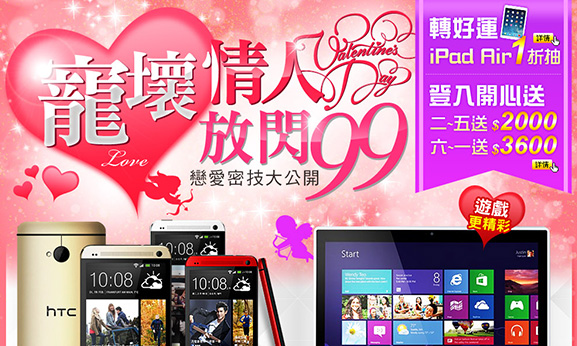 寵壞
Love
情人
Valentine's
Day
放閃99
戀愛密技大公開
轉好運
詳情
iPad Air 1折抽
登入開心送
二~五送$2000
六~一送$3600
詳情
遊戲
更精彩
10:08
10:08
10:08
10:08
hTC
Start